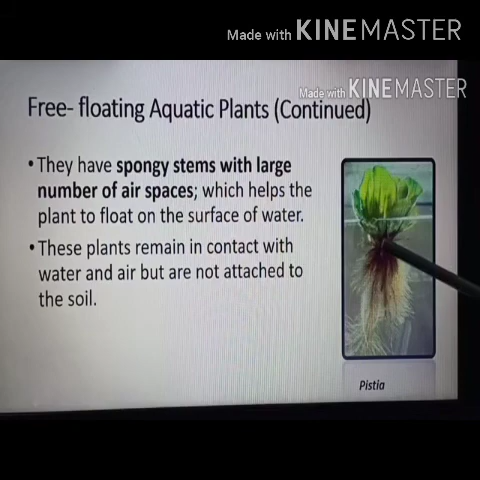 Made with KINEMASTER
Made with KINEMASTER
Free- floating Aquatic Plants (Continued)
•They have spongy stems with large
number of air spaces; which helps the
plant to float on the surface of water.
•These plants remain in contact with
water and air but are not attached to
the soil.
Pistia